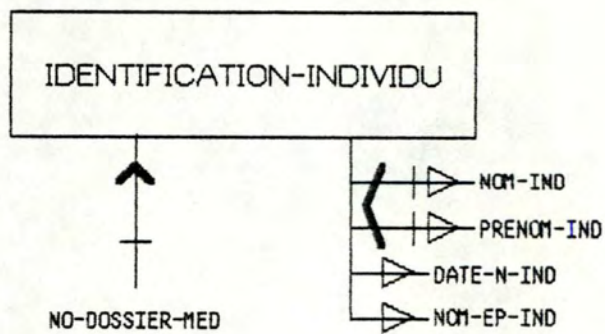 IDENTIFICATION-INDIVIDU
NOM-IND
PRENOM-IND
DATE-N-IND
NOM-EP-IND
NO-DOSSIER-MED